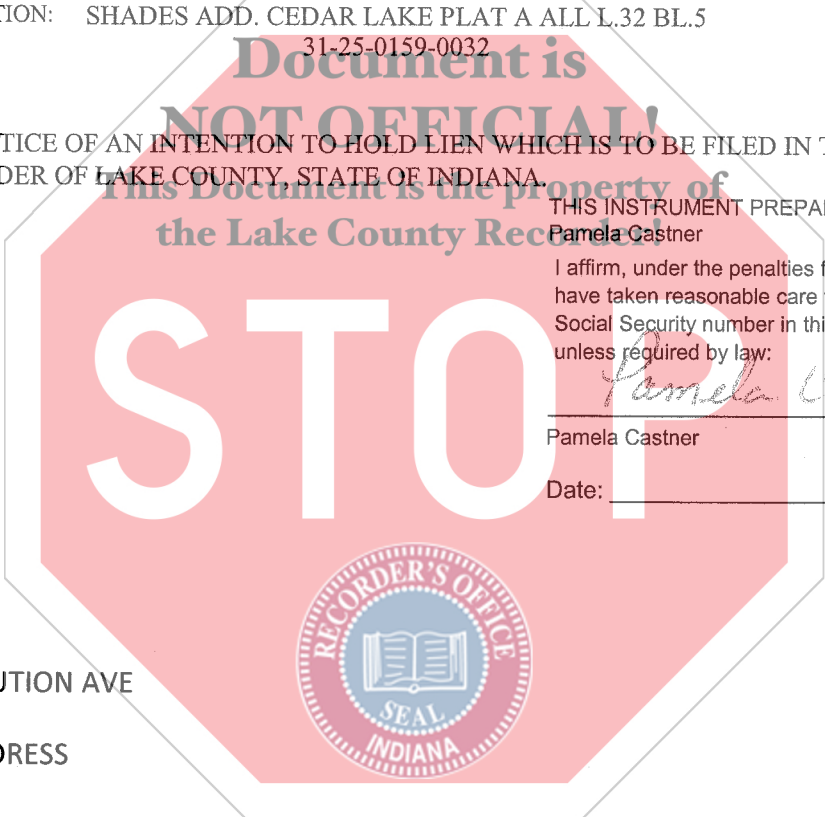 TION: SHADES ADD. CEDAR LAKE PLAT A ALL L.32 BL.5
31-25-0159-0032
Document is
NOT OFFICIAL!
TICE OF AN INTENTION TO HOLD LIEN WHICH IS TO BE FILED IN T
DER OF LAKE COUNTY, STATE OF INDIANA.
This Document is the property of
the Lake County Recorder!
THIS INSTRUMENT PREPA
Pamela Castner
I affirm, under the penalties f
have taken reasonable care
Social Security number in thi
unless required by law:
Pamela C
Pamela Castner
Date:
STOP
RECORDER'S OFFICE
SEAL
INDIANA
UTION AVE
DRESS